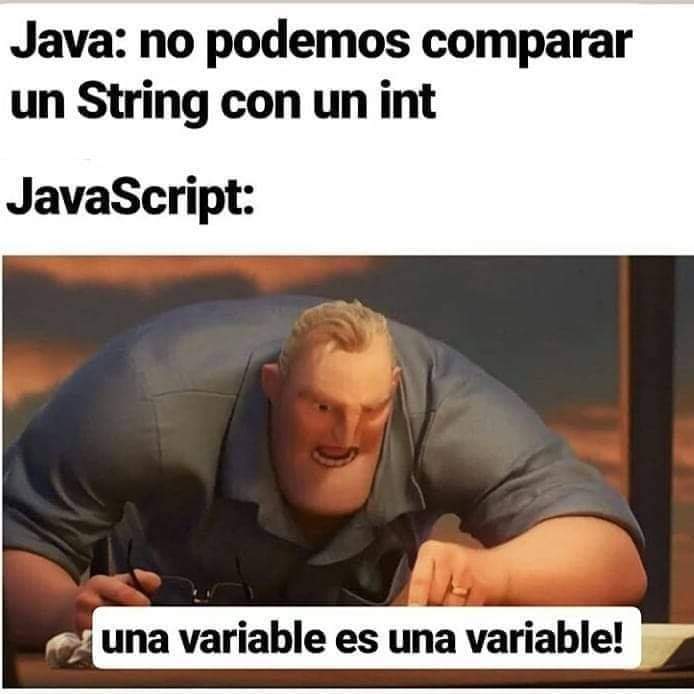 Java: no podemos comparar
un String con un int
JavaScript:
una variable es una variable!